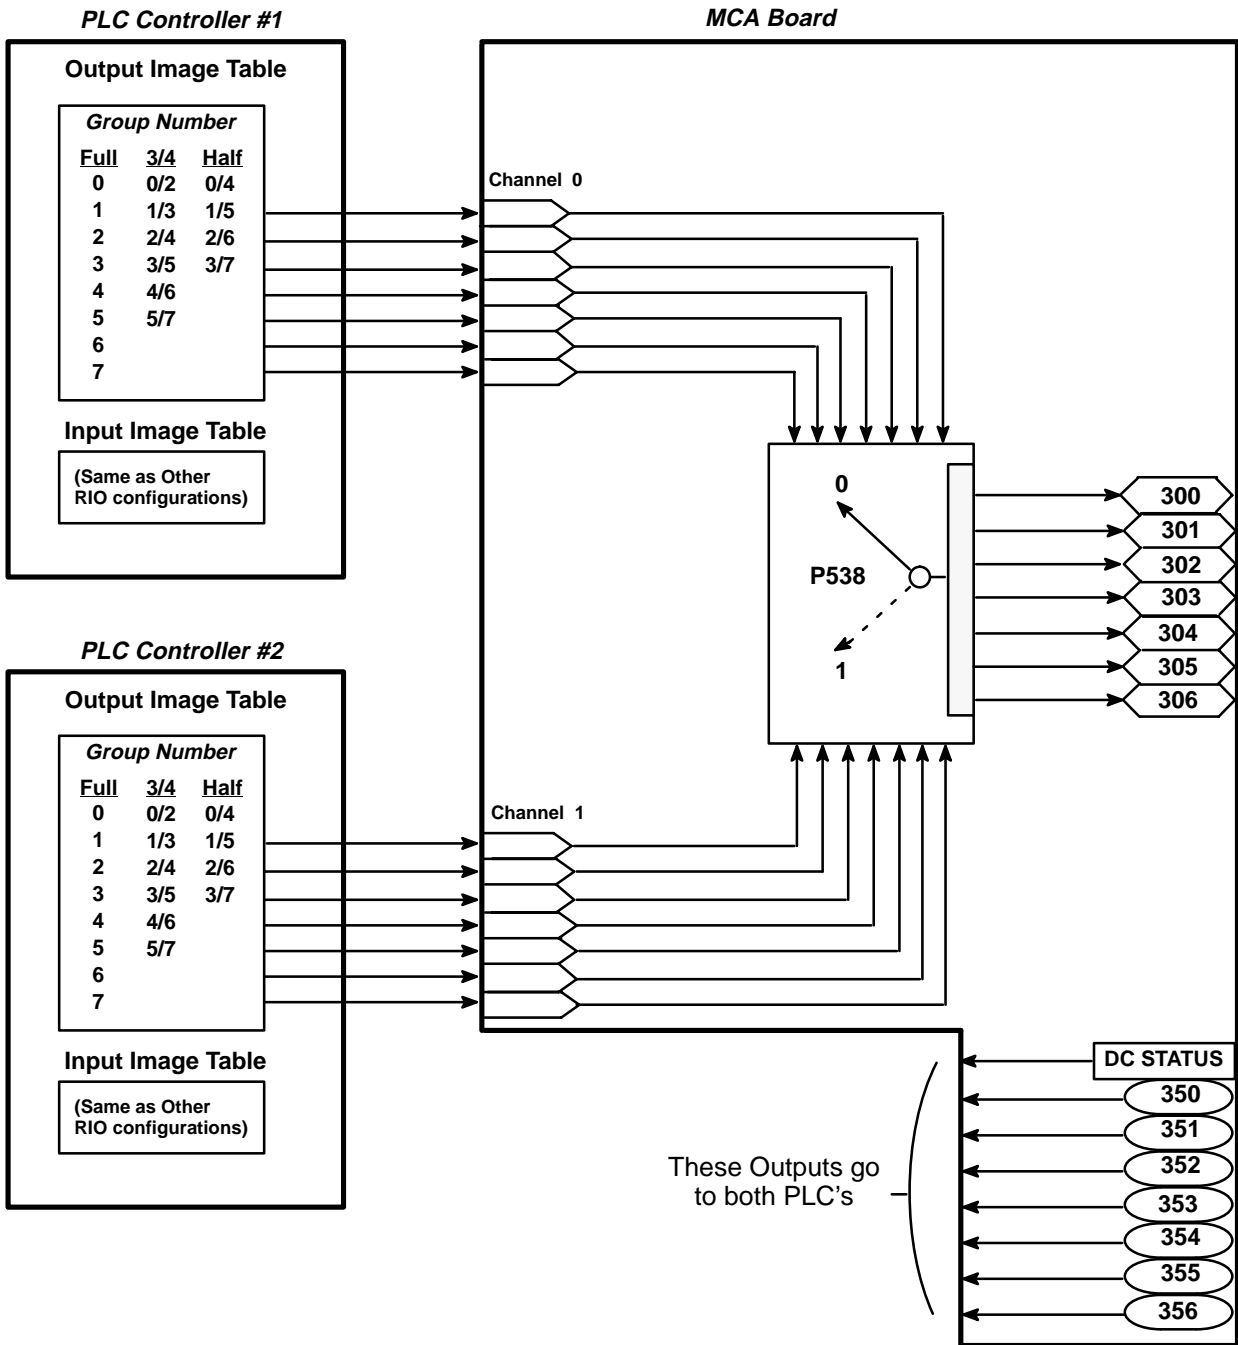 PLC Controller #1
Output Image Table
Group Number
Full 3/4 Half
0 0/2 0/4
1 1/3 1/5
2 2/4 2/6
3 3/5 3/7
4 4/6
5 5/7
6
7
Input Image Table
(Same as Other
RIO configurations)
PLC Controller #2
Output Image Table
Group Number
Full 3/4 Half
0 0/2 0/4
1 1/3 1/5
2 2/4 2/6
3 3/5 3/7
4 4/6
5 5/7
6
7
Input Image Table
(Same as Other
RIO configurations)
MCA Board
Channel 0
0
P538
1
300
301
302
303
304
305
306
Channel 1
These Outputs go
to both PLC's
DC STATUS
350
351
352
353
354
355
356